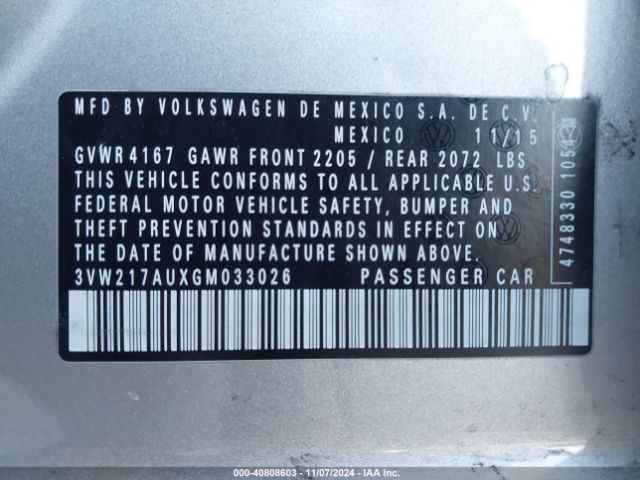 MFD BY VOLKSWAGEN DE MEXICO S.A. DE C.V.
MEXICO 11/15
GVWR 4167 GAWR FRONT 2205 / REAR 2072 LBS
THIS VEHICLE CONFORMS TO ALL APPLICABLE U.S.
FEDERAL MOTOR VEHICLE SAFETY, BUMPER AND
THEFT PREVENTION STANDARDS IN EFFECT ON
THE DATE OF MANUFACTURE SHOWN ABOVE.
3VW217AUXGM033026 PASSENGER CAR
4748330 1054 M
©2000-40808603 - 11/07/2024 - IAA Inc.